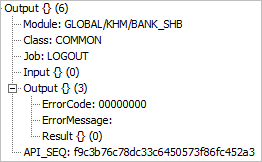 Output {} (6)
Module: GLOBAL/KHM/BANK_SHB
Class: COMMON
Job: LOGOUT
Input {} (0)
Output {} (3)
ErrorCode: 00000000
ErrorMessage:
Result {} (0)
API_SEQ: f9c3b76c78dc33c6450573f86fc452a3